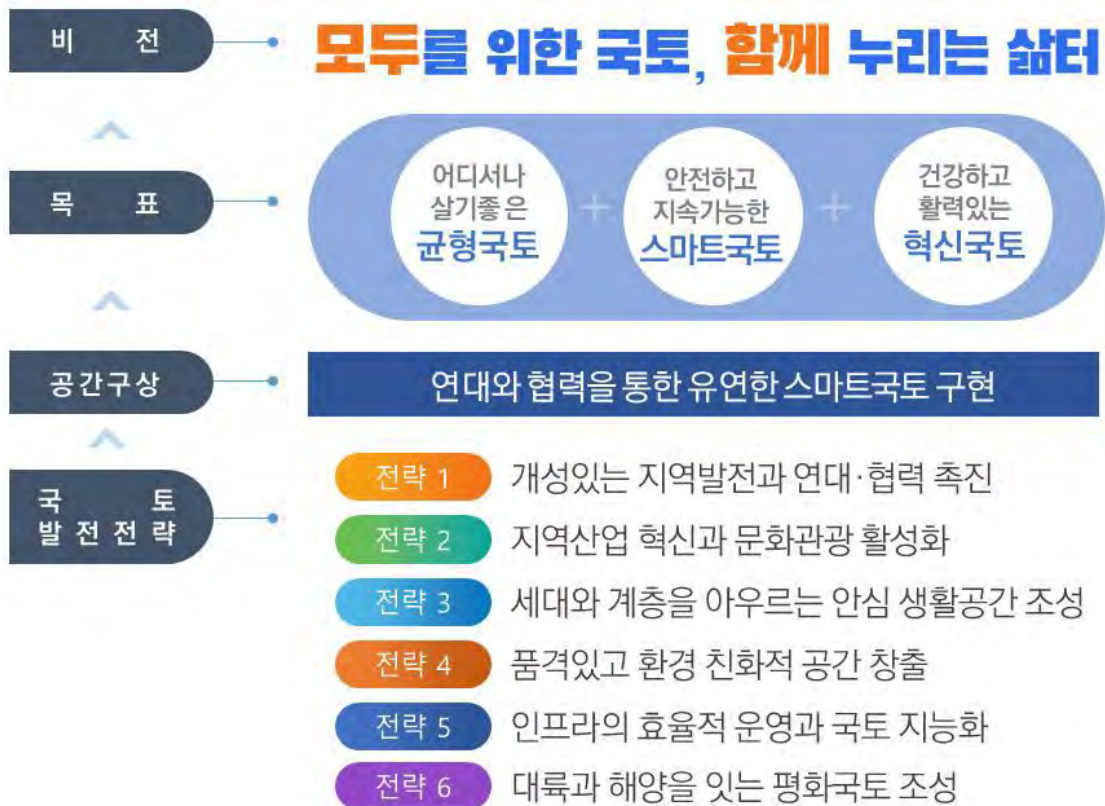 비 전
모두를 위한 국토, 함께 누리는 삶터
목 표
어디서나
살기좋은
균형국토
+
안전하고
지속가능한
스마트국토
+
건강하고
활력있는
혁신국토
공간구상
연대와 협력을 통한 유연한 스마트국토 구현
국 토
발 전 전 략
전략 1 개성있는 지역발전과 연대·협력 촉진
전략 2 지역산업 혁신과 문화관광 활성화
전략 3 세대와 계층을 아우르는 안심 생활공간 조성
전략 4 품격있고 환경 친화적 공간 창출
전략 5 인프라의 효율적 운영과 국토 지능화
전략 6 대륙과 해양을 잇는 평화국토 조성